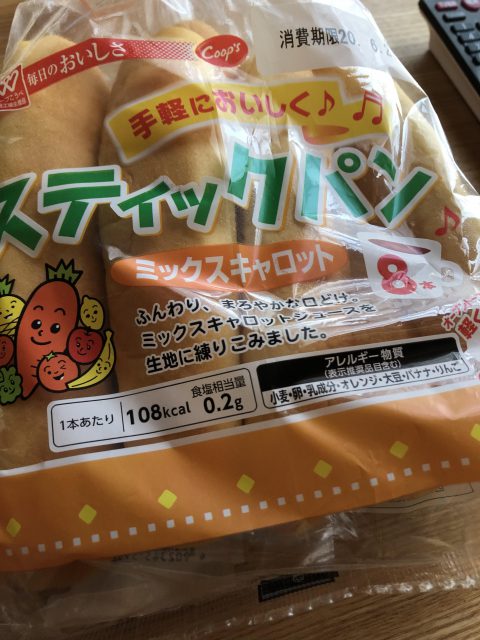 毎日のおいしさ
Coop's
消費期限20. 6.2
手軽においしく♪
スティックパン
ミックスキャロット
8本
ふんわり、まろやかな口どけ。
ミックスキャロットジュースを
生地に練りこみました。
アレルギー物質
(表示推奨品目含む)
小麦・卵・乳成分・オレンジ・大豆・バナナ・りんご
食塩相当量
1本あたり 108kcal 0.2g